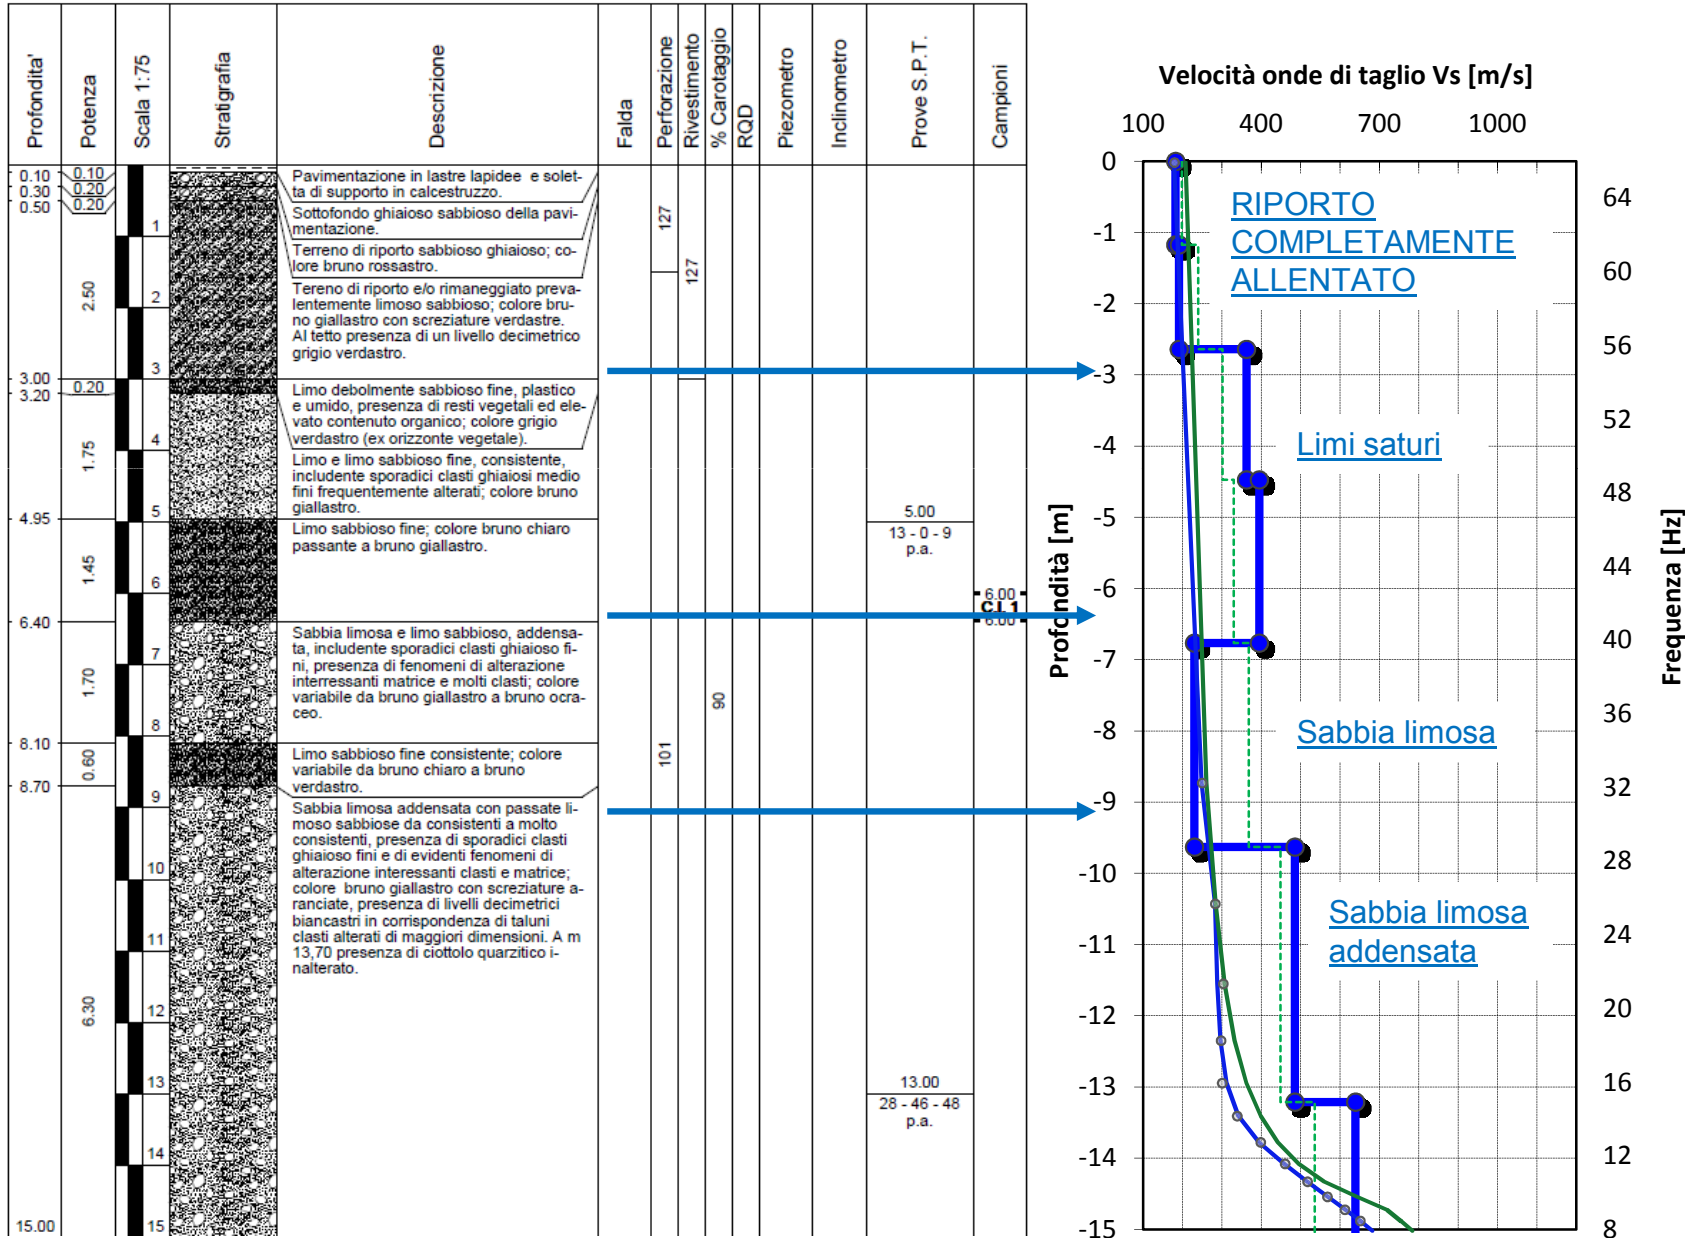 Profondita'
Potenza
Scala 1:75
Stratigrafia
Descrizione
Falda
Perforazione
Rivestimento
% Carotaggio
RQD
Piezometro
Inclinometro
Prove S.P.T.
Campioni
0.10
0.30
0.50
3.00
3.20
4.95
6.40
8.10
8.70
15.00
0.10
0.20
0.20
2.50
0.20
1.75
1.45
1.70
0.60
6.30
1
2
3
4
5
6
7
8
9
10
11
12
13
14
15
Pavimentazione in lastre lapidee e solet-
ta di supporto in calcestruzzo.
Sottofondo ghiaioso sabbioso della pavi-
mentazione.
Terreno di riporto sabbioso ghiaioso; co-
lore bruno rossastro.
Tereno di riporto e/o rimaneggiato preva-
lentemente limoso sabbioso; colore bru-
no giallastro con screziature verdastre.
Al tetto presenza di un livello decimetrico
grigio verdastro.
Limo debolmente sabbioso fine, plastico
e umido, presenza di resti vegetali ed ele-
vato contenuto organico; colore grigio
verdastro (ex orizzonte vegetale).
Limo e limo sabbioso fine, consistente,
includente sporadici clasti ghiaiosi medio
fini frequentemente alterati; colore bruno
giallastro.
Limo sabbioso fine; colore bruno chiaro
passante a bruno giallastro.
Sabbia limosa e limo sabbioso, addensa-
ta, includente sporadici clasti ghiaioso fi-
ni, presenza di fenomeni di alterazione
interressanti matrice e molti clasti; colore
variabile da bruno giallastro a bruno ocra-
ceo.
Limo sabbioso fine consistente; colore
variabile da bruno chiaro a bruno
verdastro.
Sabbia limosa addensata con passate li-
moso sabbiose da consistenti a molto
consistenti, presenza di sporadici clasti
ghiaioso fini e di evidenti fenomeni di
alterazione interessanti clasti e matrice;
colore bruno giallastro con screziature a-
ranciate, presenza di livelli decimetrici
biancastri in corrispondenza di taluni
clasti alterati di maggiori dimensioni. A m
13,70 presenza di ciottolo quarzitico i-
nalterato.
127
101
127
90
5.00
13 - 0 - 9
p.a.
13.00
28 - 46 - 48
p.a.
6.00
C.I. 1
6.00
Velocità onde di taglio Vs [m/s]
100 400 700 1000
Profondità [m]
0
-1
-2
-3
-4
-5
-6
-7
-8
-9
-10
-11
-12
-13
-14
-15
RIPORTO
COMPLETAMENTE
ALLENTATO
Limi saturi
Sabbia limosa
Sabbia limosa
addensata
64
60
56
52
48
44
40
36
32
28
24
20
16
12
8
Frequenza [Hz]